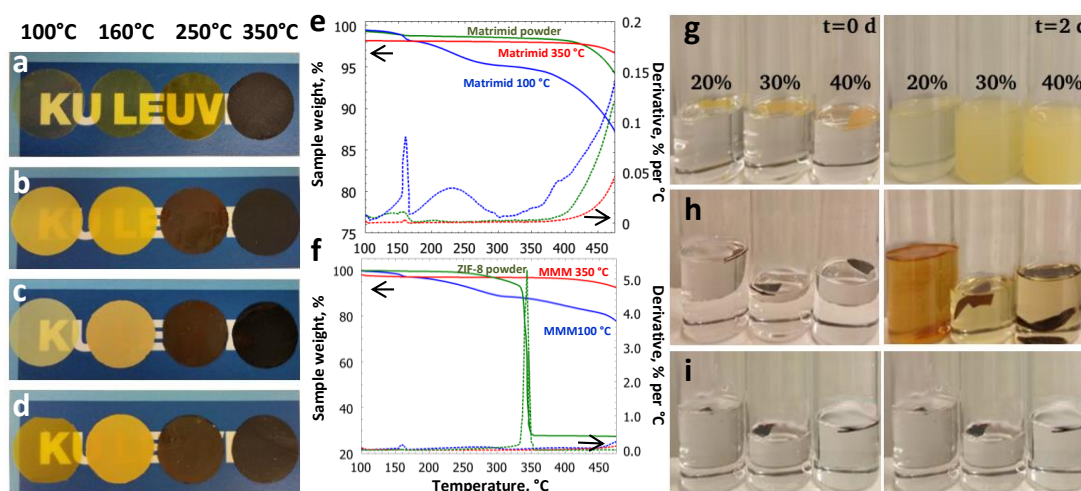 100°C 160°C 250°C 350°C
a
KU LEUV
b
KU LE
c
d
KU
e
100
95
90
85
80
75
Sample weight, %
Matrimid powder
Matrimid 350 °C
Matrimid 100 °C
0.2
0.15
0.1
0.05
0
Derivative, % per °C
100 150 200 250 300 350 400 450
f
100
80
60
40
20
Sample weight, %
ZIF-8 powder
MMM 350 °C
MMM100 °C
5.0
4.0
3.0
2.0
1.0
0.0
Derivative, % per °C
100 150 200 250 300 350 400 450
Temperature, °C
g
t=0 d
20% 30% 40%
t=2 d
20% 30% 40%
h
i